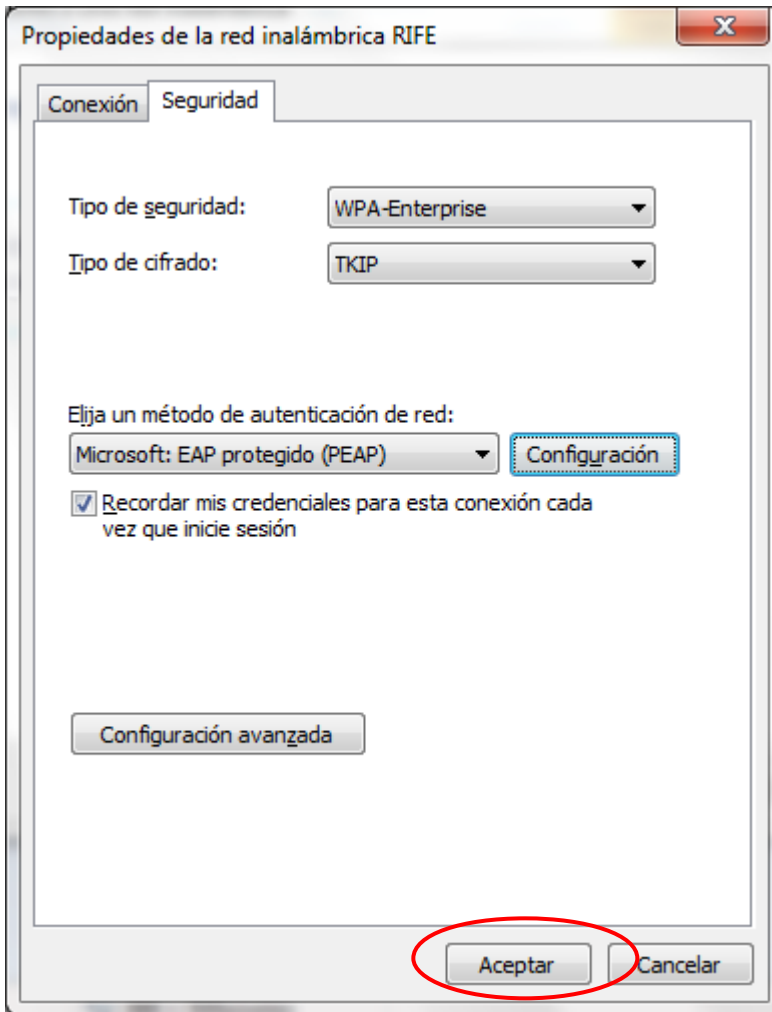 Propiedades de la red inalámbrica RIFE
Conexión
Seguridad
Tipo de seguridad:
WPA-Enterprise
Tipo de cifrado:
TKIP
Elija un método de autenticación de red:
Microsoft: EAP protegido (PEAP)
Configuración
Recordar mis credenciales para esta conexión cada
vez que inicie sesión
Configuración avanzada
Aceptar
Cancelar